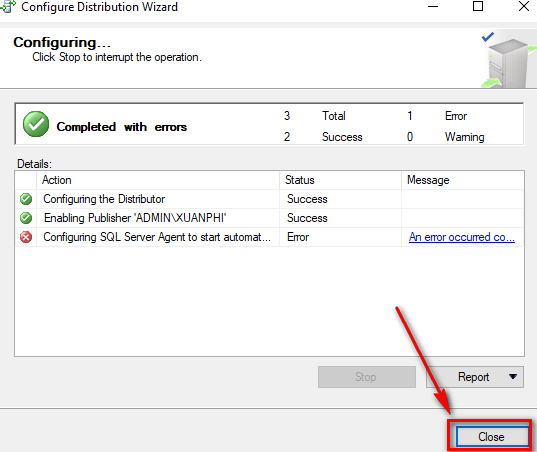 Configure Distribution Wizard
Configuring...
Click Stop to interrupt the operation.
Completed with errors
3 Total 1 Error
2 Success 0 Warning
Details:
Action Status Message
Configuring the Distributor Success
Enabling Publisher 'ADMIN\XUANPHI' Success
Configuring SQL Server Agent to start automat... Error An error occurred co...
Stop Report
Close